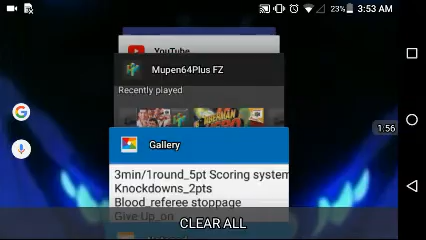 23% 3:53 AM
YouTube
Mupen64Plus FZ
Recently played
1:56
Gallery
3min/1round_5pt Scoring system
Knockdowns_2pts
Blood_referee stoppage
Give Up_on
CLEAR ALL